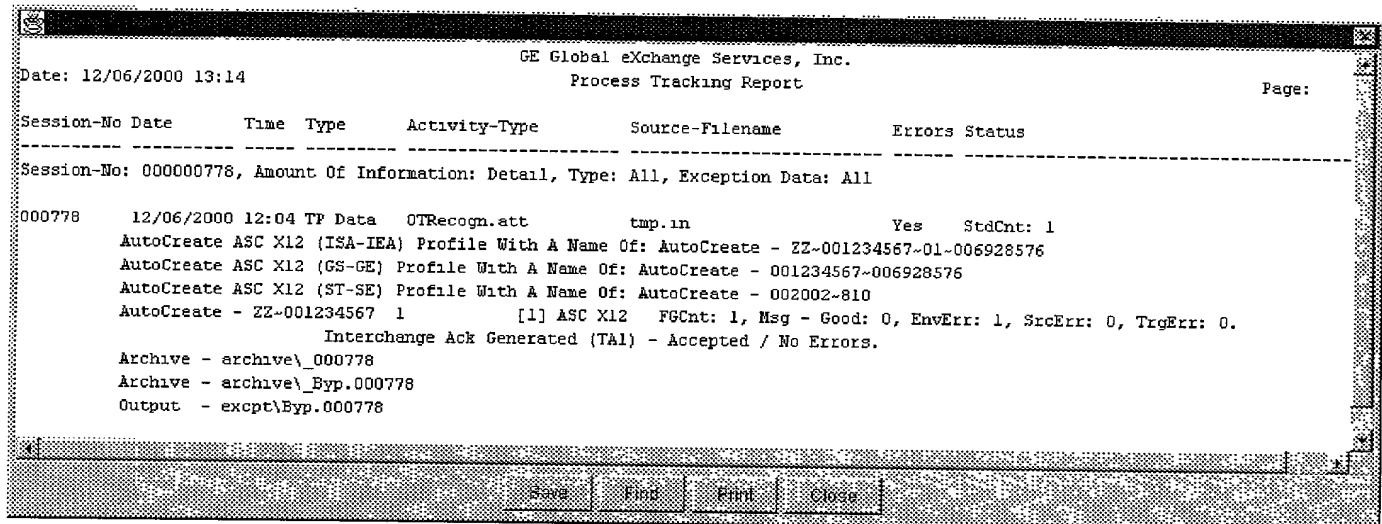 GE Global eXchange Services, Inc.
Date: 12/06/2000 13:14 Process Tracking Report Page:
Session-No Date Time Type Activity-Type Source-Filename Errors Status
---------- ---------- ----- --------- --------------------- ------------------------- ------ --------------------------------------
Session-No: 000000778, Amount Of Information: Detail, Type: All, Exception Data: All
000778 12/06/2000 12:04 TP Data OTRecogn.att tmp.in Yes StdCnt: 1
AutoCreate ASC X12 (ISA-IEA) Profile With A Name Of: AutoCreate - ZZ~001234567~01~006928576
AutoCreate ASC X12 (GS-GE) Profile With A Name Of: AutoCreate - 001234567~006928576
AutoCreate ASC X12 (ST-SE) Profile With A Name Of: AutoCreate - 002002~810
AutoCreate - ZZ~001234567 1 [1] ASC X12 FGCnt: 1, Msg - Good: 0, EnvErr: 1, SrcErr: 0, TrgErr: 0.
Interchange Ack Generated (TA1) - Accepted / No Errors.
Archive - archive\_000778
Archive - archive\_Byp.000778
Output - excpt\Byp.000778
Save Find Print Close